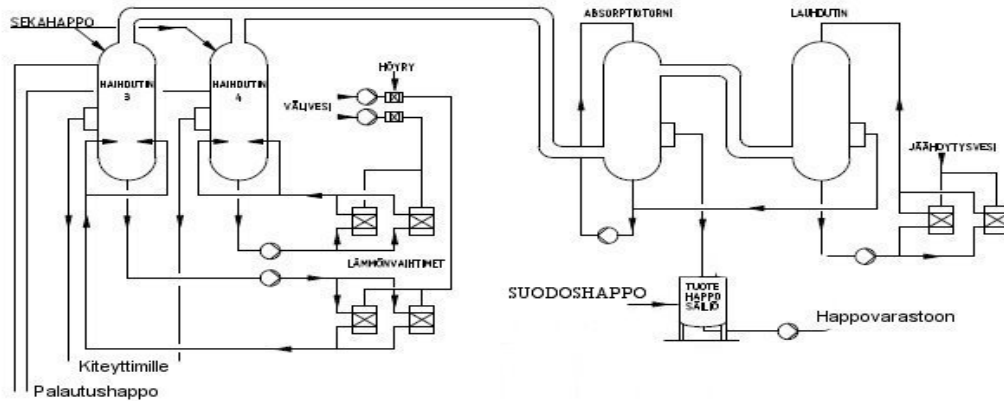 SEKAHAPPO
ABSORPTIOTORNI
LAUHDUTIN
HAIHDUTIN
3
HAIHDUTIN
4
HÖYRY
VÄLIVESI
JÄÄHDYTYSVESI
LÄMMÖNVAIHTIMET
SUODOSHAPPO
TUOTE
HAPPO
SÄILIÖ
Happovarastoon
Kiteyttimille
Palautushappo